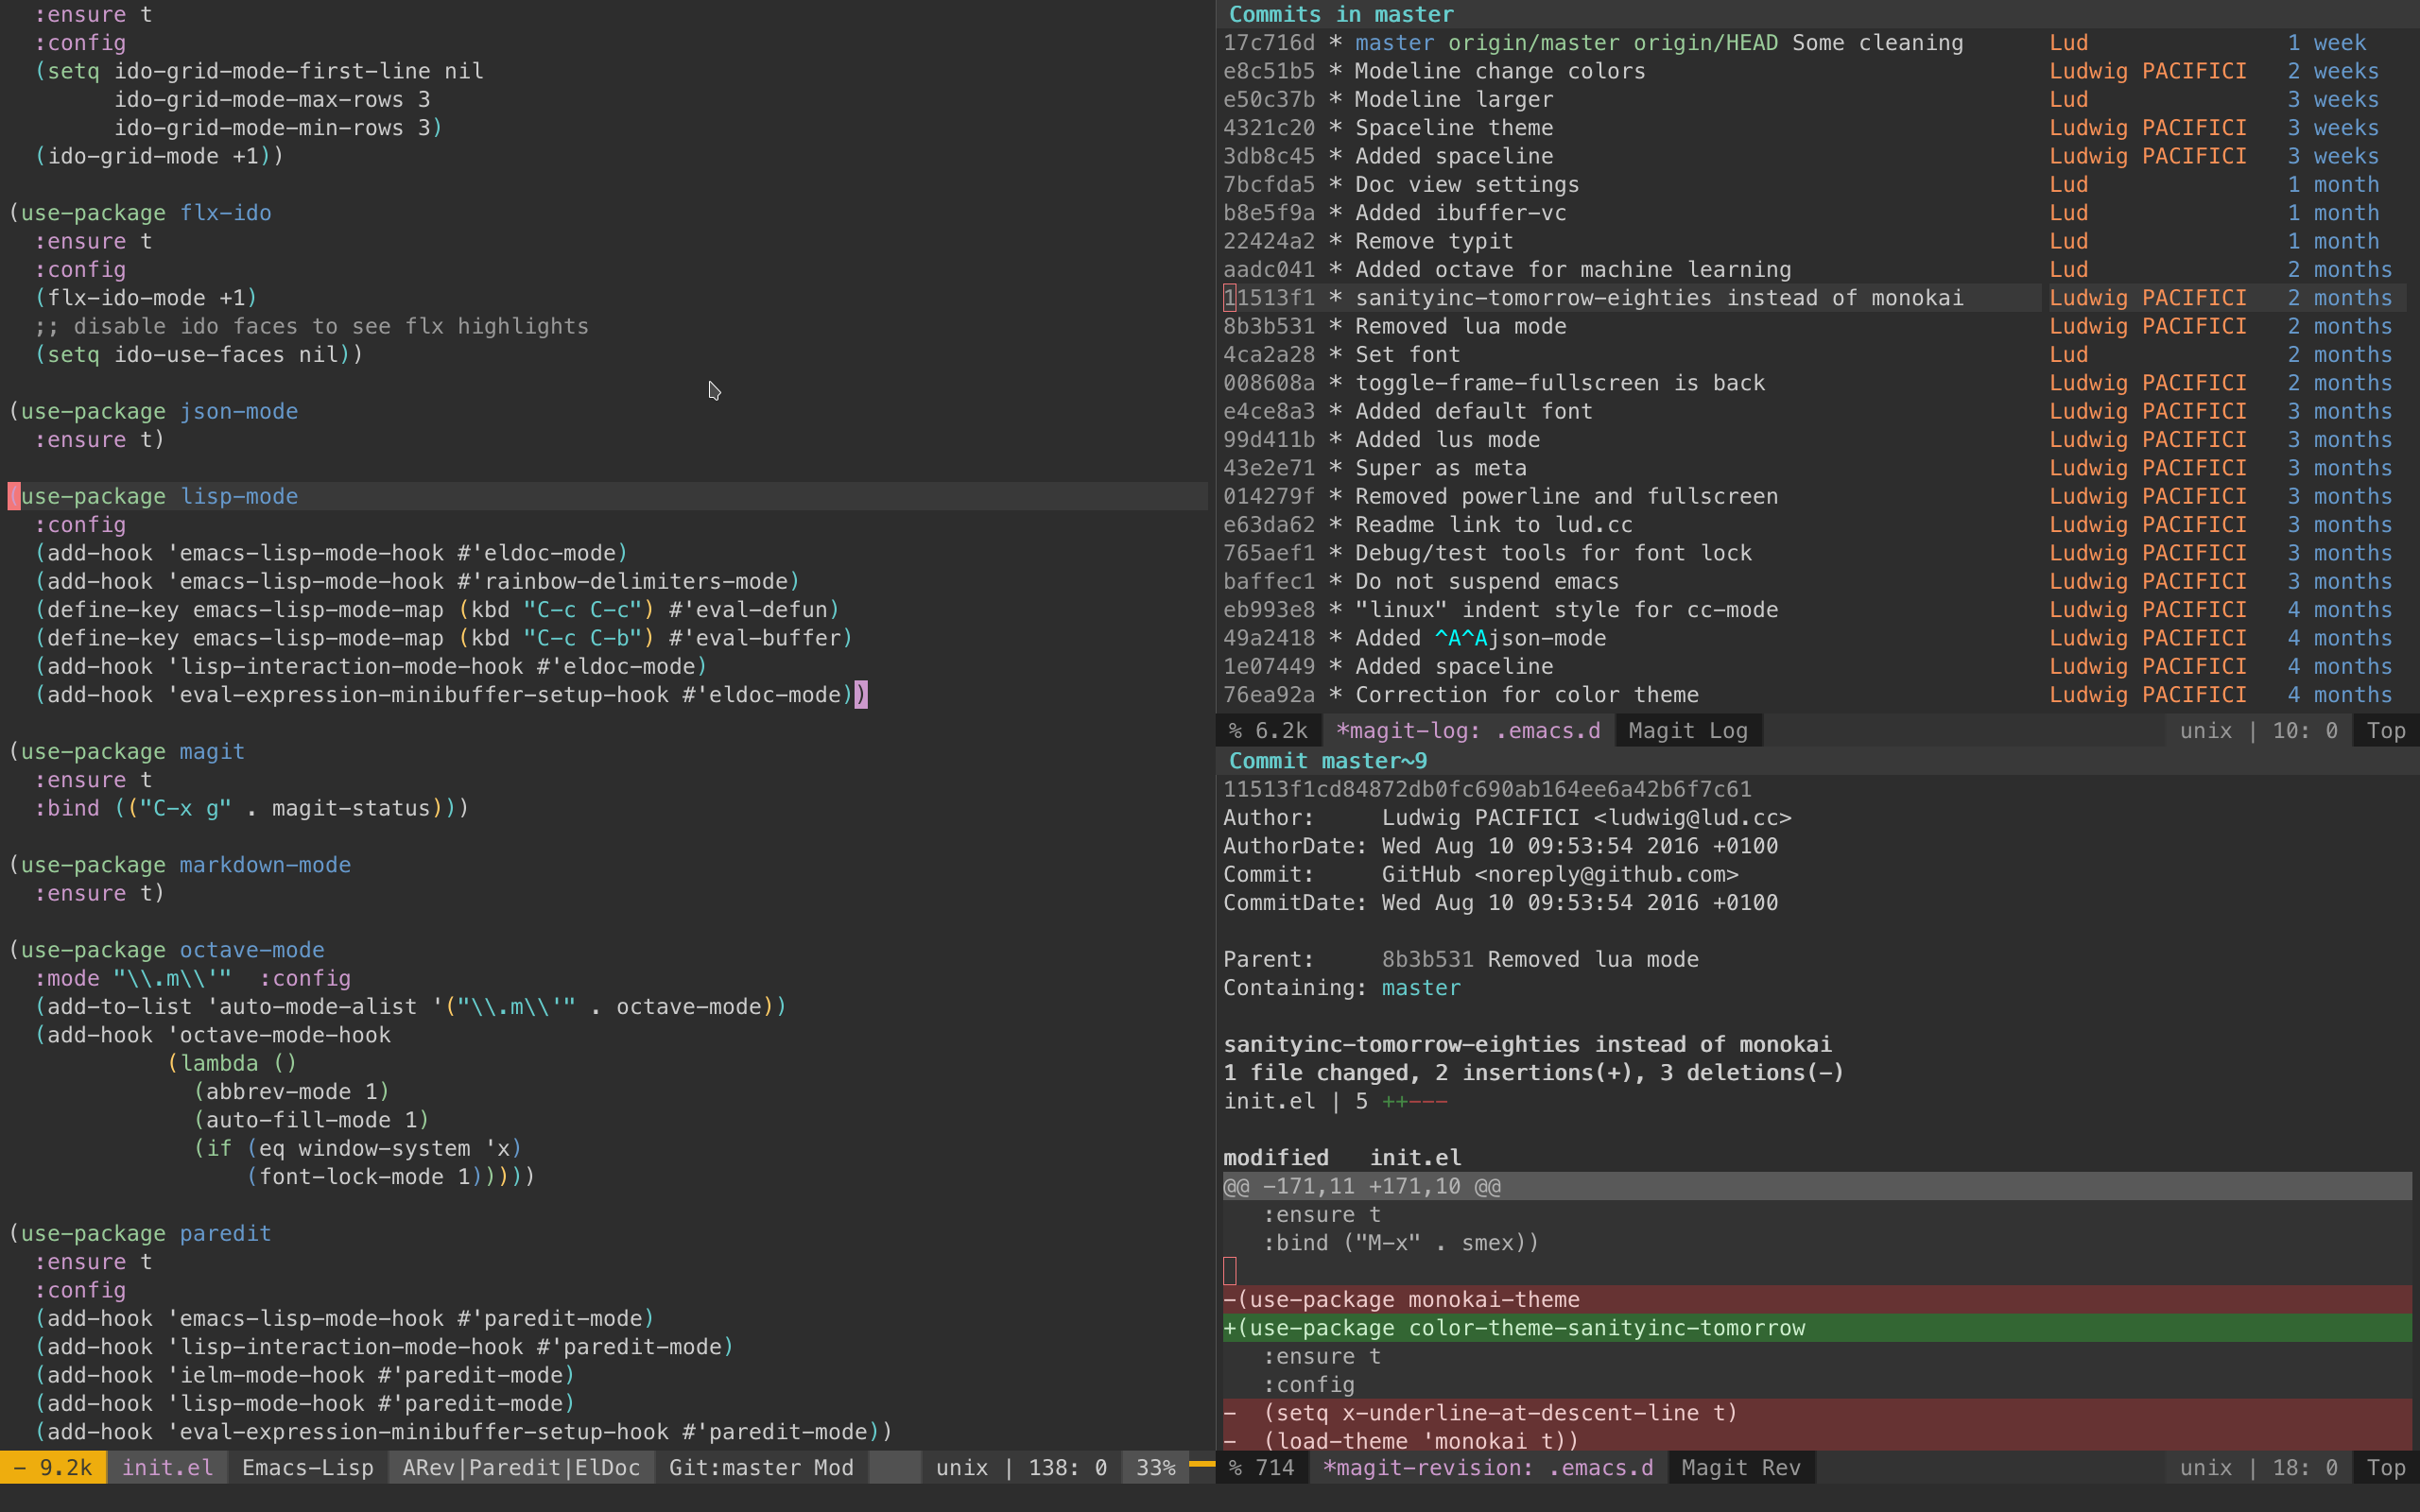 :ensure t
  :config
  (setq ido-grid-mode-first-line nil
        ido-grid-mode-max-rows 3
        ido-grid-mode-min-rows 3)
  (ido-grid-mode +1))

(use-package flx-ido
  :ensure t
  :config
  (flx-ido-mode +1)
  ;; disable ido faces to see flx highlights
  (setq ido-use-faces nil))

(use-package json-mode
  :ensure t)

(use-package lisp-mode
  :config
  (add-hook 'emacs-lisp-mode-hook #'eldoc-mode)
  (add-hook 'emacs-lisp-mode-hook #'rainbow-delimiters-mode)
  (define-key emacs-lisp-mode-map (kbd "C-c C-c") #'eval-defun)
  (define-key emacs-lisp-mode-map (kbd "C-c C-b") #'eval-buffer)
  (add-hook 'lisp-interaction-mode-hook #'eldoc-mode)
  (add-hook 'eval-expression-minibuffer-setup-hook #'eldoc-mode))

(use-package magit
  :ensure t
  :bind (("C-x g" . magit-status)))

(use-package markdown-mode
  :ensure t)

(use-package octave-mode
  :mode "\\.m\\'"  :config
  (add-to-list 'auto-mode-alist '("\\.m\\'" . octave-mode))
  (add-hook 'octave-mode-hook
            (lambda ()
              (abbrev-mode 1)
              (auto-fill-mode 1)
              (if (eq window-system 'x)
                  (font-lock-mode 1)))))

(use-package paredit
  :ensure t
  :config
  (add-hook 'emacs-lisp-mode-hook #'paredit-mode)
  (add-hook 'lisp-interaction-mode-hook #'paredit-mode)
  (add-hook 'ielm-mode-hook #'paredit-mode)
  (add-hook 'lisp-mode-hook #'paredit-mode)
  (add-hook 'eval-expression-minibuffer-setup-hook #'paredit-mode))
- 9.2k init.el Emacs-Lisp ARev|Paredit|ElDoc Git:master Mod unix | 138: 0 33%
Commits in master
17c716d * master origin/master origin/HEAD Some cleaning Lud 1 week
e8c51b5 * Modeline change colors Ludwig PACIFICI 2 weeks
e50c37b * Modeline larger Lud 3 weeks
4321c20 * Spaceline theme Ludwig PACIFICI 3 weeks
3db8c45 * Added spaceline Ludwig PACIFICI 3 weeks
7bcfda5 * Doc view settings Lud 1 month
b8e5f9a * Added ibuffer-vc Lud 1 month
22424a2 * Remove typit Lud 1 month
aadc041 * Added octave for machine learning Lud 2 months
11513f1 * sanityinc-tomorrow-eighties instead of monokai Ludwig PACIFICI 2 months
8b3b531 * Removed lua mode Ludwig PACIFICI 2 months
4ca2a28 * Set font Lud 2 months
008608a * toggle-frame-fullscreen is back Ludwig PACIFICI 2 months
e4ce8a3 * Added default font Ludwig PACIFICI 3 months
99d411b * Added lus mode Ludwig PACIFICI 3 months
43e2e71 * Super as meta Ludwig PACIFICI 3 months
014279f * Removed powerline and fullscreen Ludwig PACIFICI 3 months
e63da62 * Readme link to lud.cc Ludwig PACIFICI 3 months
765aef1 * Debug/test tools for font lock Ludwig PACIFICI 3 months
baffec1 * Do not suspend emacs Ludwig PACIFICI 3 months
eb993e8 * "linux" indent style for cc-mode Ludwig PACIFICI 4 months
49a2418 * Added ^A^Ajson-mode Ludwig PACIFICI 4 months
1e07449 * Added spaceline Ludwig PACIFICI 4 months
76ea92a * Correction for color theme Ludwig PACIFICI 4 months
% 6.2k *magit-log: .emacs.d Magit Log unix | 10: 0 Top
Commit master~9
11513f1cd84872db0fc690ab164ee6a42b6f7c61
Author:     Ludwig PACIFICI <ludwig@lud.cc>
AuthorDate: Wed Aug 10 09:53:54 2016 +0100
Commit:     GitHub <noreply@github.com>
CommitDate: Wed Aug 10 09:53:54 2016 +0100

Parent:     8b3b531 Removed lua mode
Containing: master

sanityinc-tomorrow-eighties instead of monokai
1 file changed, 2 insertions(+), 3 deletions(-)
init.el | 5 ++---

modified   init.el
@@ -171,11 +171,10 @@
   :ensure t
   :bind ("M-x" . smex))

-(use-package monokai-theme
+(use-package color-theme-sanityinc-tomorrow
   :ensure t
   :config
-  (setq x-underline-at-descent-line t)
-  (load-theme 'monokai t))
% 714 *magit-revision: .emacs.d Magit Rev unix | 18: 0 Top